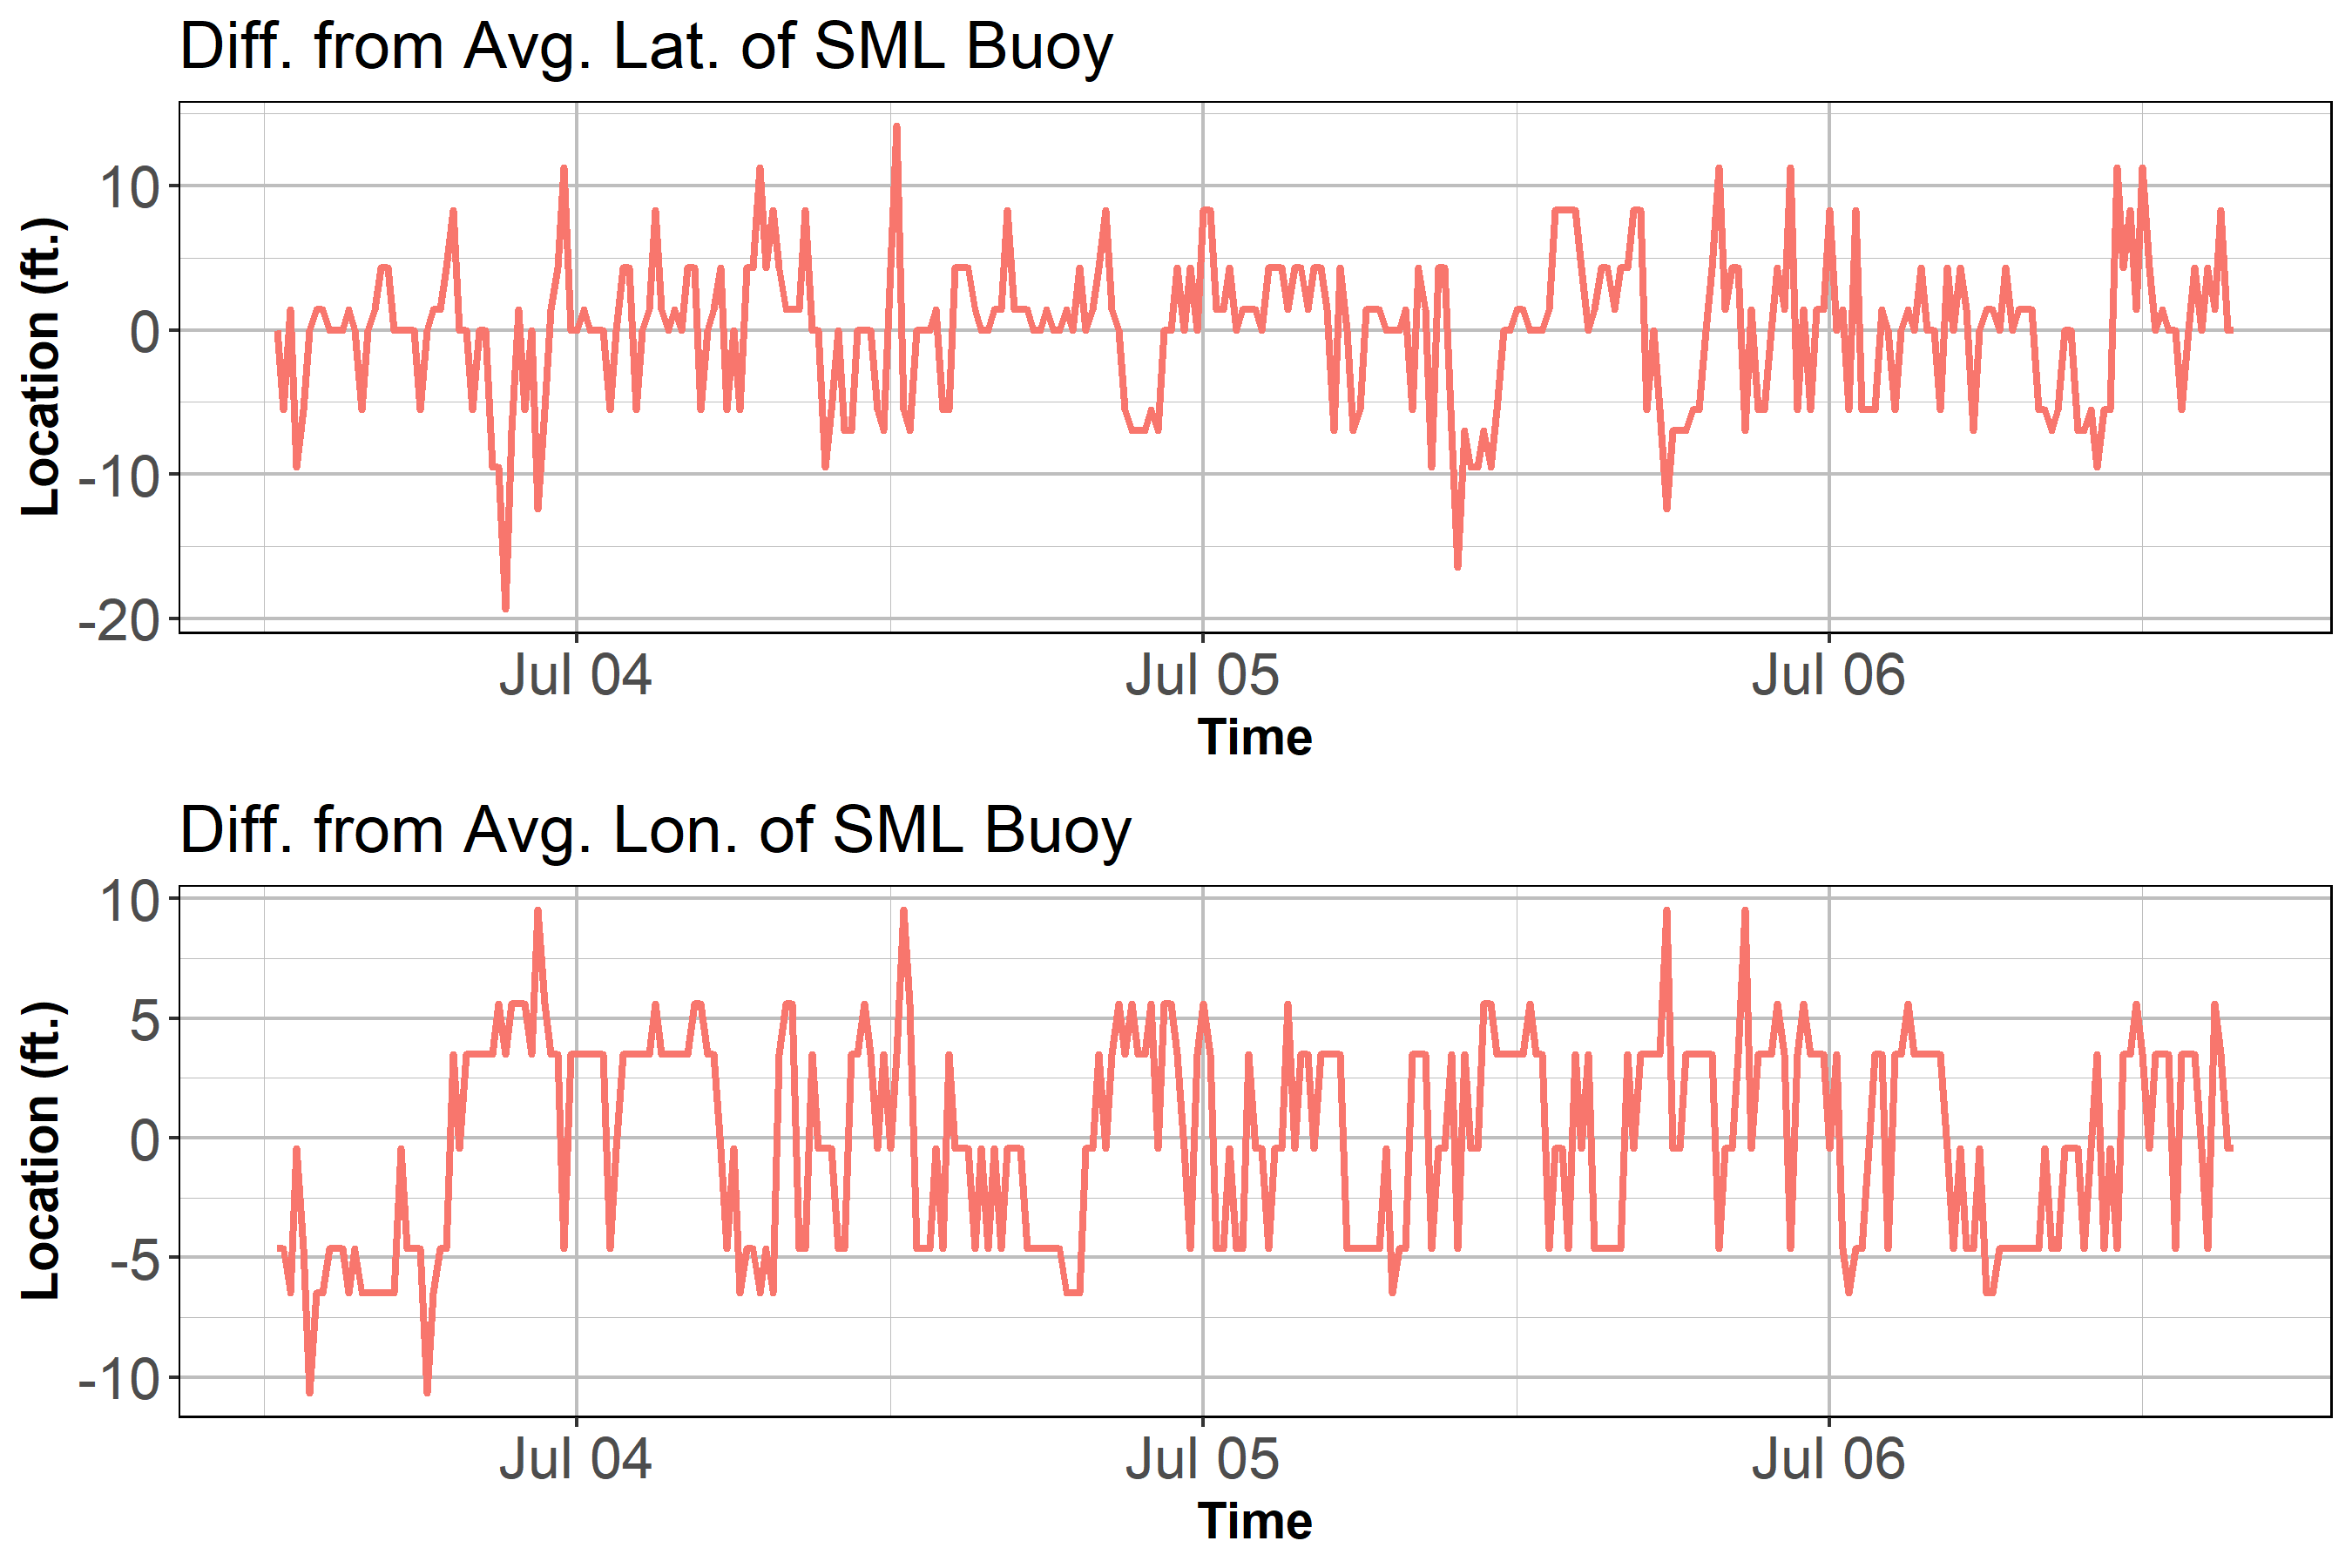 Diff. from Avg. Lat. of SML Buoy
Location (ft.)
10
0
-10
-20
Jul 04 Jul 05 Jul 06
Time
Diff. from Avg. Lon. of SML Buoy
Location (ft.)
10
5
0
-5
-10
Jul 04 Jul 05 Jul 06
Time